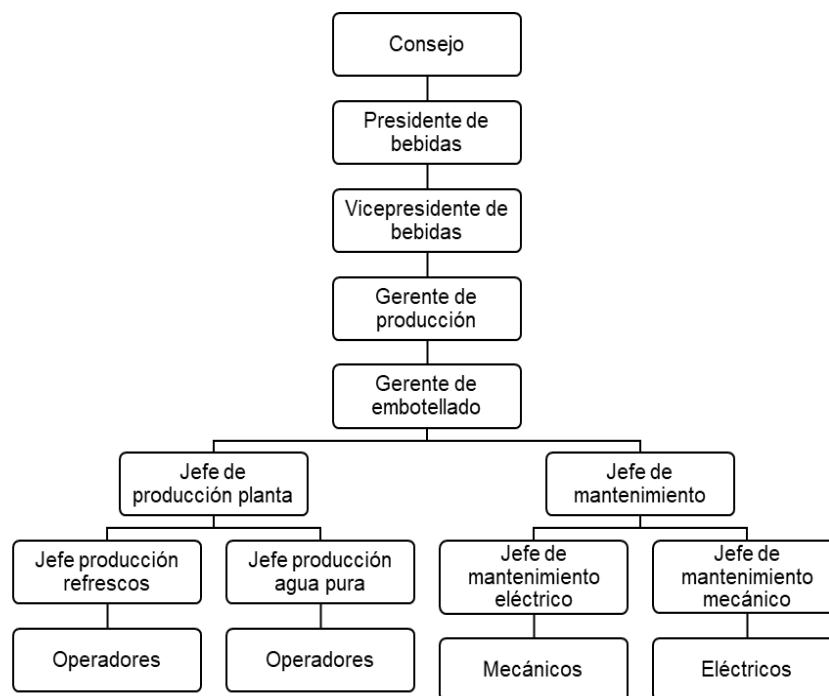 Consejo
Presidente de
bebidas
Vicepresidente de
bebidas
Gerente de
producción
Gerente de
embotellado
Jefe de
producción planta
Jefe de
mantenimiento
Jefe producción
refrescos
Jefe producción
agua pura
Jefe de
mantenimiento
eléctrico
Jefe de
mantenimiento
mecánico
Operadores
Operadores
Mecánicos
Eléctricos